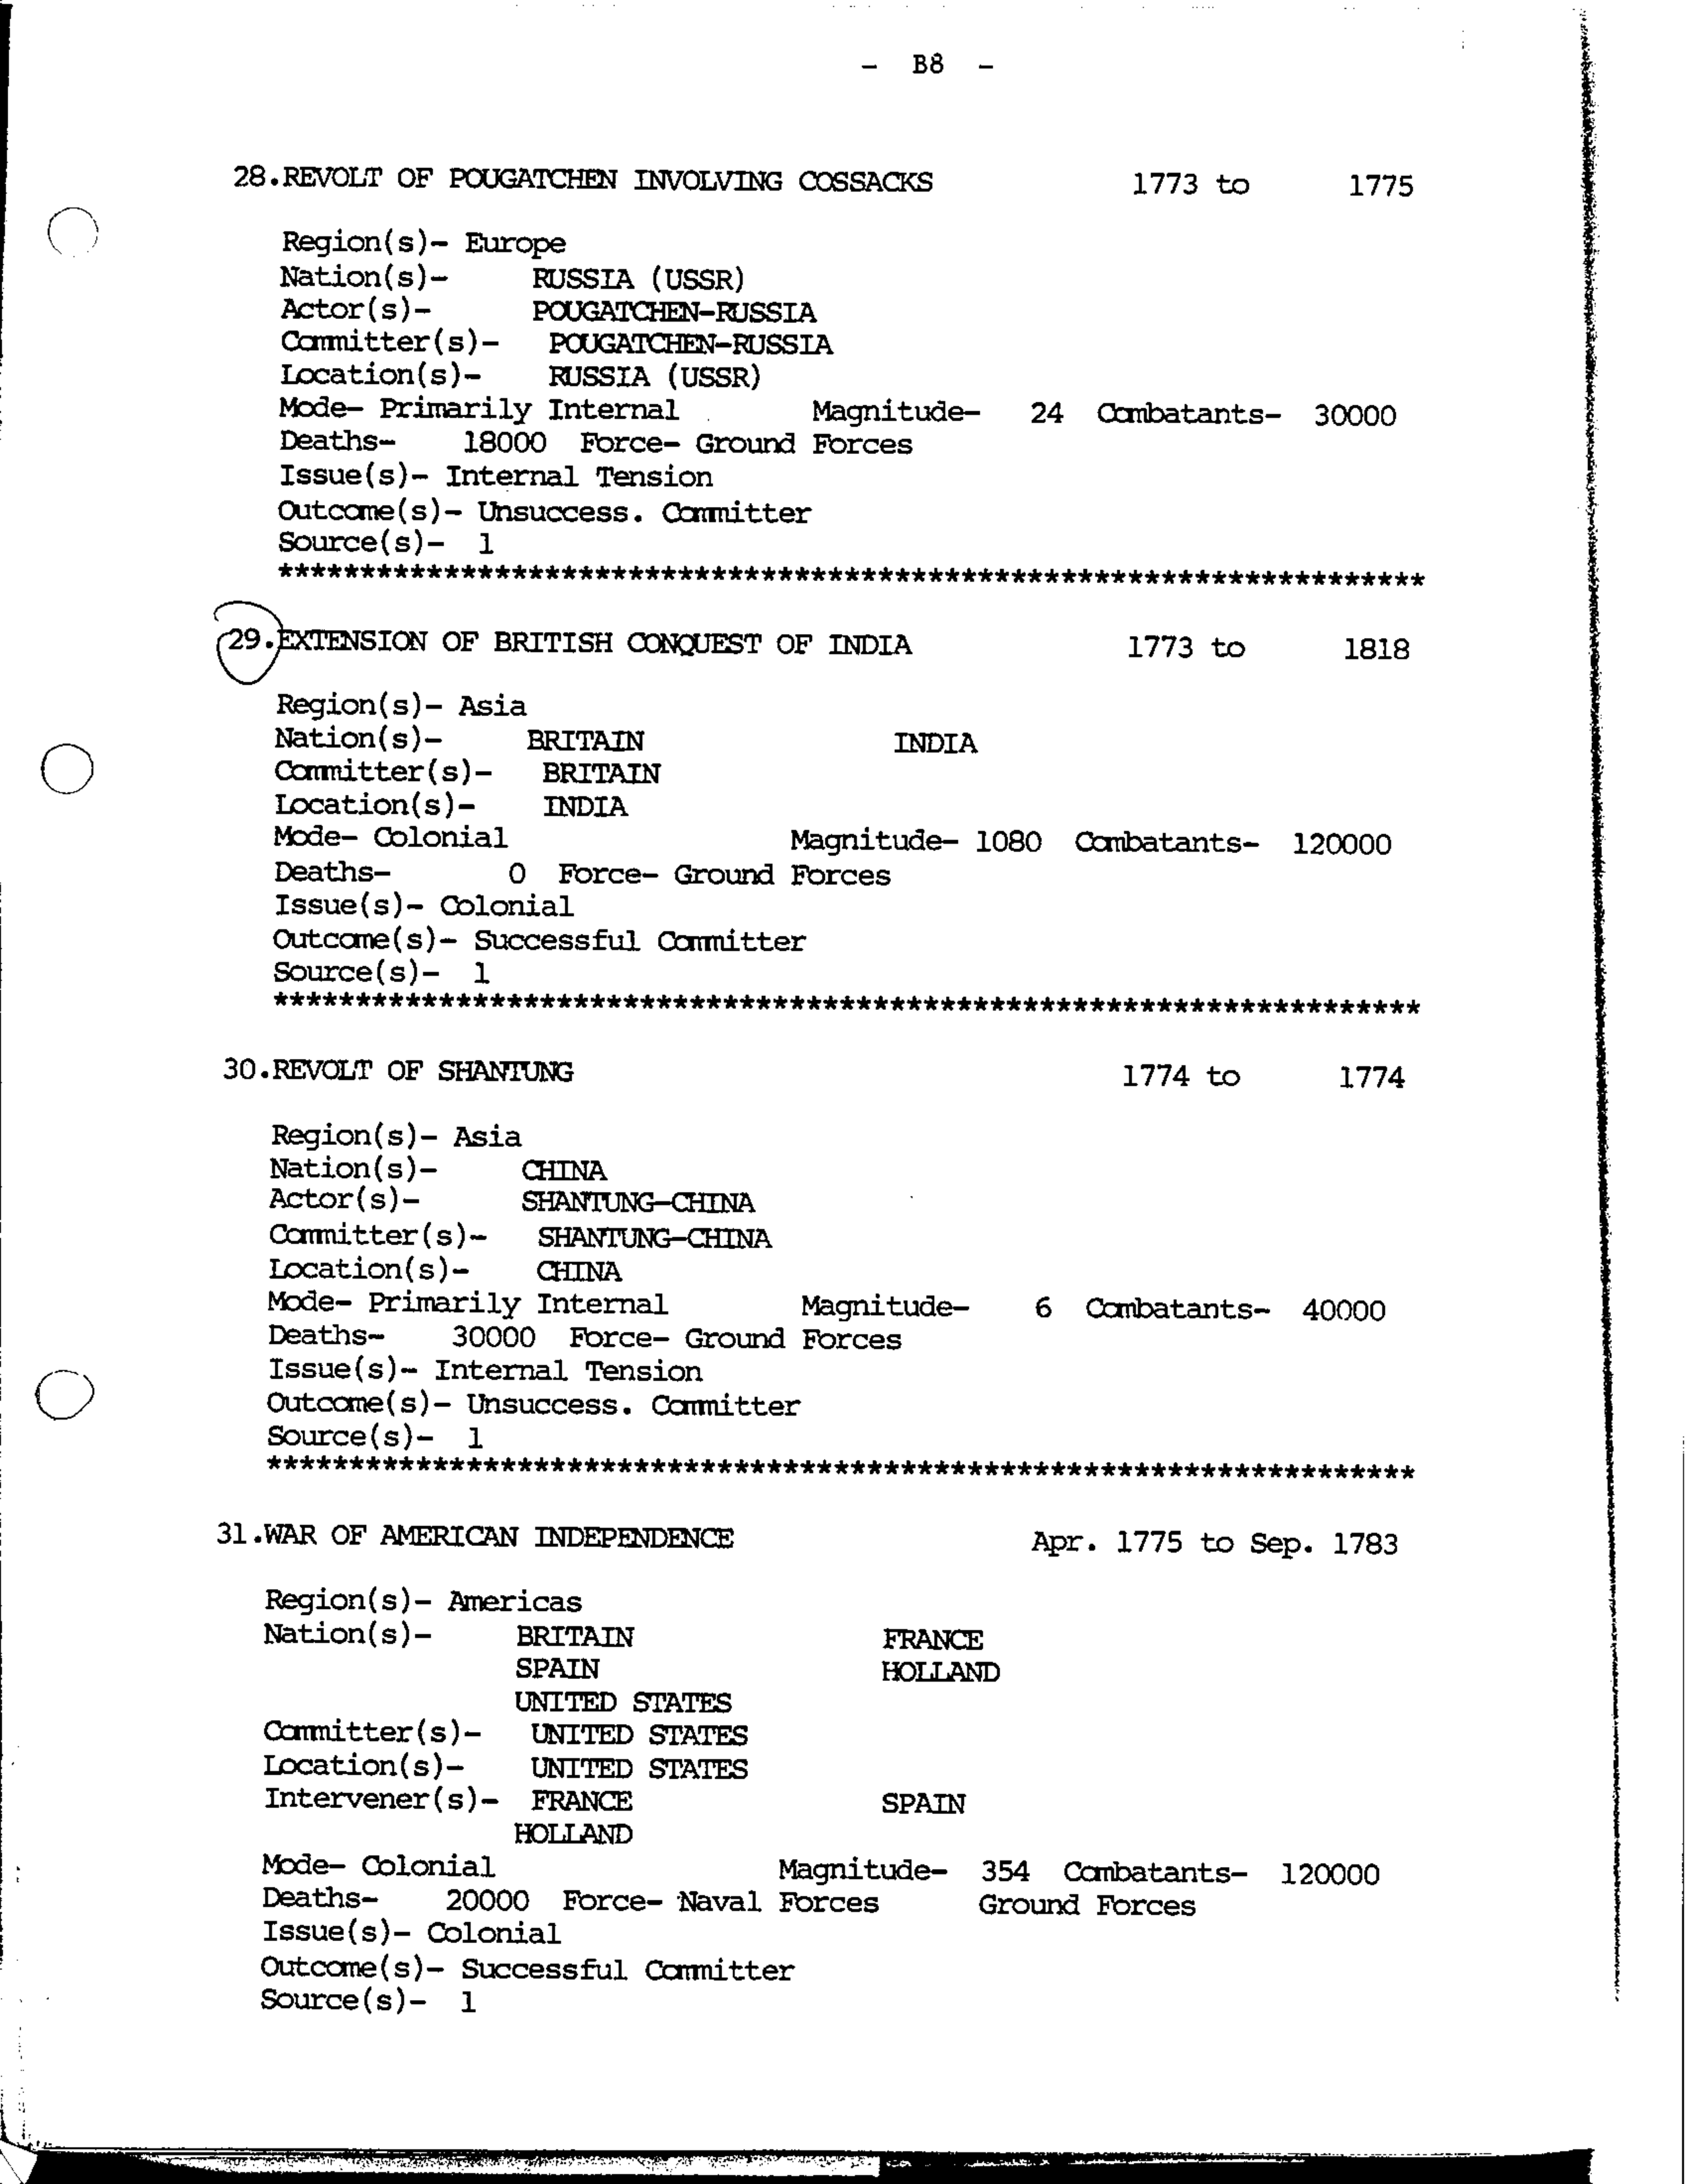 - B8 -
28.REVOLT OF POUGATCHEN INVOLVING COSSACKS 1773 to 1775
Region(s)- Europe
Nation(s)- RUSSIA (USSR)
Actor(s)- POUGATCHEN-RUSSIA
Committer(s)- POUGATCHEN-RUSSIA
Location(s)- RUSSIA (USSR)
Mode- Primarily Internal Magnitude- 24 Combatants- 30000
Deaths- 18000 Force- Ground Forces
Issue(s)- Internal Tension
Outcome(s)- Unsuccess. Committer
Source(s)- 1
**********************************************************************
29.EXTENSION OF BRITISH CONQUEST OF INDIA 1773 to 1818
Region(s)- Asia
Nation(s)- BRITAIN INDIA
Committer(s)- BRITAIN
Location(s)- INDIA
Mode- Colonial Magnitude- 1080 Combatants- 120000
Deaths- 0 Force- Ground Forces
Issue(s)- Colonial
Outcome(s)- Successful Committer
Source(s)- 1
**********************************************************************
30.REVOLT OF SHANTUNG 1774 to 1774
Region(s)- Asia
Nation(s)- CHINA
Actor(s)- SHANTUNG-CHINA
Committer(s)- SHANTUNG-CHINA
Location(s)- CHINA
Mode- Primarily Internal Magnitude- 6 Combatants- 40000
Deaths- 30000 Force- Ground Forces
Issue(s)- Internal Tension
Outcome(s)- Unsuccess. Committer
Source(s)- 1
**********************************************************************
31.WAR OF AMERICAN INDEPENDENCE Apr. 1775 to Sep. 1783
Region(s)- Americas
Nation(s)- BRITAIN FRANCE
SPAIN HOLLAND
UNITED STATES
Committer(s)- UNITED STATES
Location(s)- UNITED STATES
Intervener(s)- FRANCE SPAIN
HOLLAND
Mode- Colonial Magnitude- 354 Combatants- 120000
Deaths- 20000 Force- Naval Forces Ground Forces
Issue(s)- Colonial
Outcome(s)- Successful Committer
Source(s)- 1